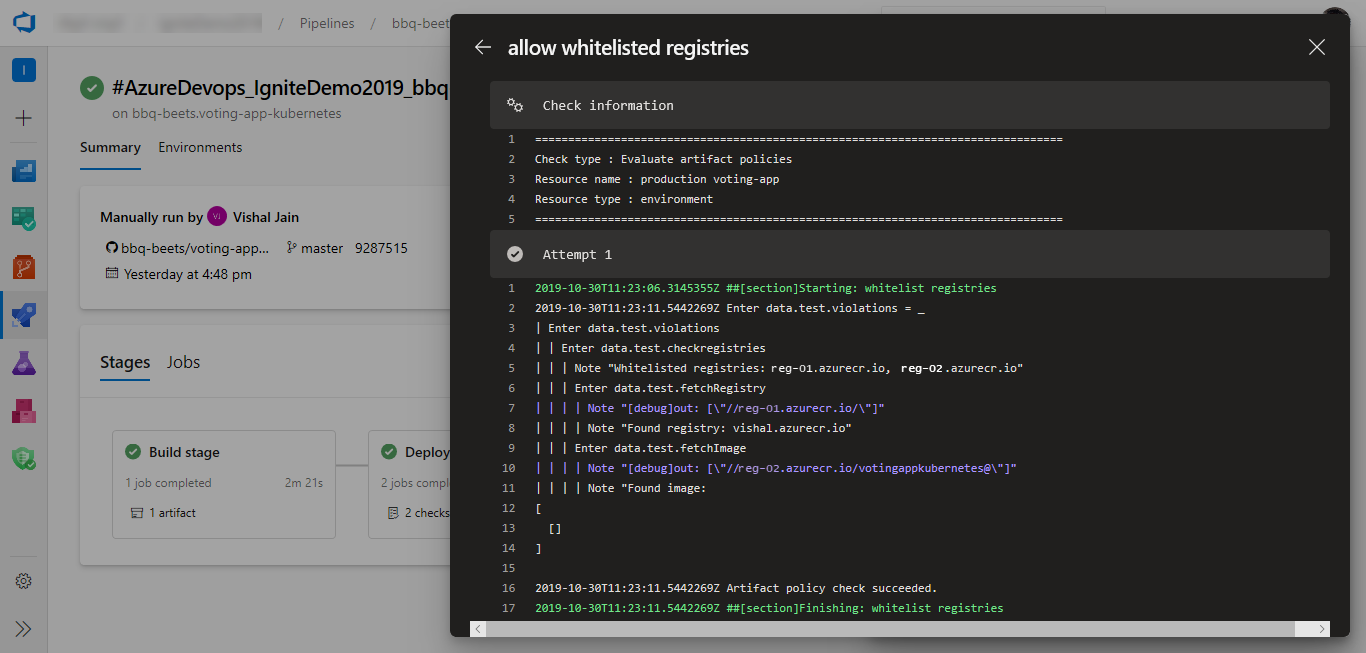 / Pipelines / bbq-beet
I
#AzureDevops_IgniteDemo2019_bbq
on bbq-beets.voting-app-kubernetes
Summary Environments
Manually run by VJ Vishal Jain
bbq-beets/voting-app... master 9287515
Yesterday at 4:48 pm
Stages Jobs
Build stage
1 job completed 2m 21s
1 artifact
Deploy
2 jobs compl
2 checks
allow whitelisted registries
Check information
1 ================================================================================
2 Check type : Evaluate artifact policies
3 Resource name : production voting-app
4 Resource type : environment
5 ================================================================================
Attempt 1
1 2019-10-30T11:23:06.3145355Z ##[section]Starting: whitelist registries
2 2019-10-30T11:23:11.5442269Z Enter data.test.violations = _
3 | Enter data.test.violations
4 | | Enter data.test.checkregistries
5 | | | Note "Whitelisted registries: reg-01.azurecr.io, reg-02.azurecr.io"
6 | | | Enter data.test.fetchRegistry
7 | | | | Note "[debug]out: [\"//reg-01.azurecr.io/\"]"
8 | | | | Note "Found registry: vishal.azurecr.io"
9 | | | Enter data.test.fetchImage
10 | | | | Note "[debug]out: [\"//reg-02.azurecr.io/votingappkubernetes@\"]"
11 | | | | Note "Found image:
12 [
13 []
14 ]
15
16 2019-10-30T11:23:11.5442269Z Artifact policy check succeeded.
17 2019-10-30T11:23:11.5442269Z ##[section]Finishing: whitelist registries